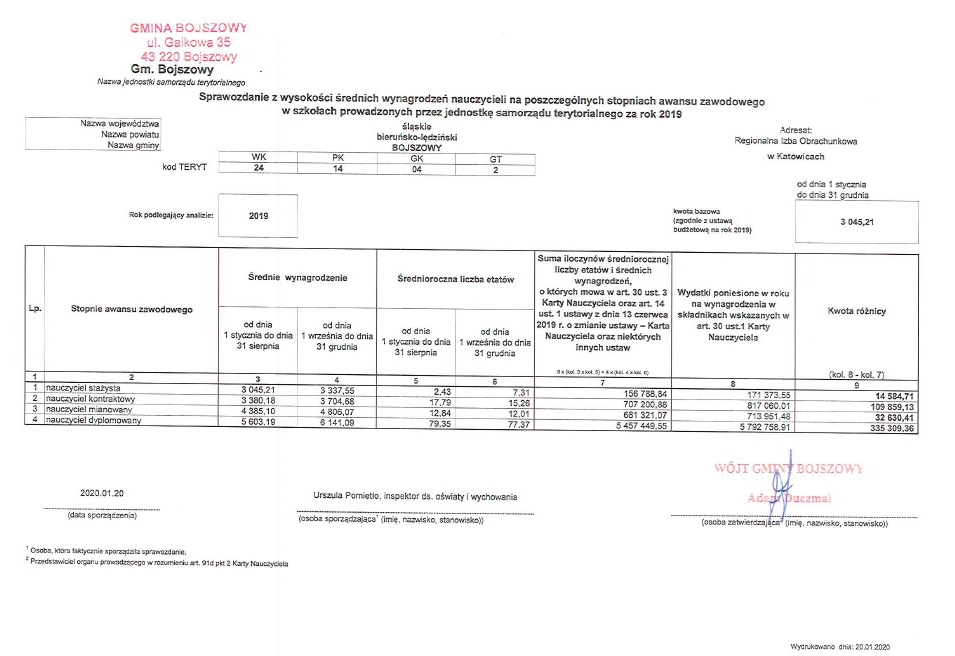 GMINA BOJSZOWY
ul. Gaikowa 35
43 220 Bojszowy
Gm. Bojszowy
Nazwa jednostki samorządu terytorialnego
Sprawozdanie z wysokości średnich wynagrodzeń nauczycieli na poszczególnych stopniach awansu zawodowego
w szkołach prowadzonych przez jednostkę samorządu terytorialnego za rok 2019
Nazwa województwa śląskie
Nazwa powiatu bieruńsko-lędziński
Nazwa gminy BOJSZOWY
Adresat:
Regionalna Izba Obrachunkowa
w Katowicach
WK PK GK GT
kod TERYT 24 14 04 2
od dnia 1 stycznia
do dnia 31 grudnia
Rok podlegający analizie: 2019
kwota bazowa
(zgodnie z ustawą
budżetową na rok 2019)
3 045,21
Lp.
Stopnie awansu zawodowego
Średnie wynagrodzenie
od dnia
1 stycznia do dnia
31 sierpnia
od dnia
1 września do dnia
31 grudnia
Średnioroczna liczba etatów
od dnia
1 stycznia do dnia
31 sierpnia
od dnia
1 września do dnia
31 grudnia
Suma iloczynów średniorocznej
liczby etatów i średnich
wynagrodzeń,
o których mowa w art. 30 ust. 3
Karty Nauczyciela oraz art. 14
ust. 1 ustawy z dnia 13 czerwca
2019 r. o zmianie ustawy – Karta
Nauczyciela oraz niektórych
innych ustaw
8 x (kol. 3 x kol. 5) + 4 x (kol. 4 x kol. 6)
Wydatki poniesione w roku
na wynagrodzenia w
składnikach wskazanych w
art. 30 ust.1 Karty
Nauczyciela
Kwota różnicy
(kol. 8 - kol. 7)
1 2 3 4 5 6 7 8 9
1 nauczyciel stażysta 3 045,21 3 337,55 2,43 7,31 156 788,84 171 373,55 14 584,71
2 nauczyciel kontraktowy 3 380,18 3 704,68 17,79 15,26 707 200,88 817 060,01 109 859,13
3 nauczyciel mianowany 4 385,10 4 806,07 12,84 12,01 681 321,07 713 951,48 32 630,41
4 nauczyciel dyplomowany 5 603,19 6 141,09 79,35 77,37 5 457 449,55 5 792 758,91 335 309,36
WÓJT GMINY BOJSZOWY
Adam Duczmal
2020.01.20
(data sporządzenia)
Urszula Pomietlo, inspektor ds. oświaty i wychowania
(osoba sporządzająca¹ (imię, nazwisko, stanowisko))
(osoba zatwierdzająca² (imię, nazwisko, stanowisko))
¹ Osoba, która faktycznie sporządziła sprawozdanie,
² Przedstawiciel organu prowadzącego w rozumieniu art. 91d pkt 2 Karty Nauczyciela
Wydrukowano dnia: 20.01.2020